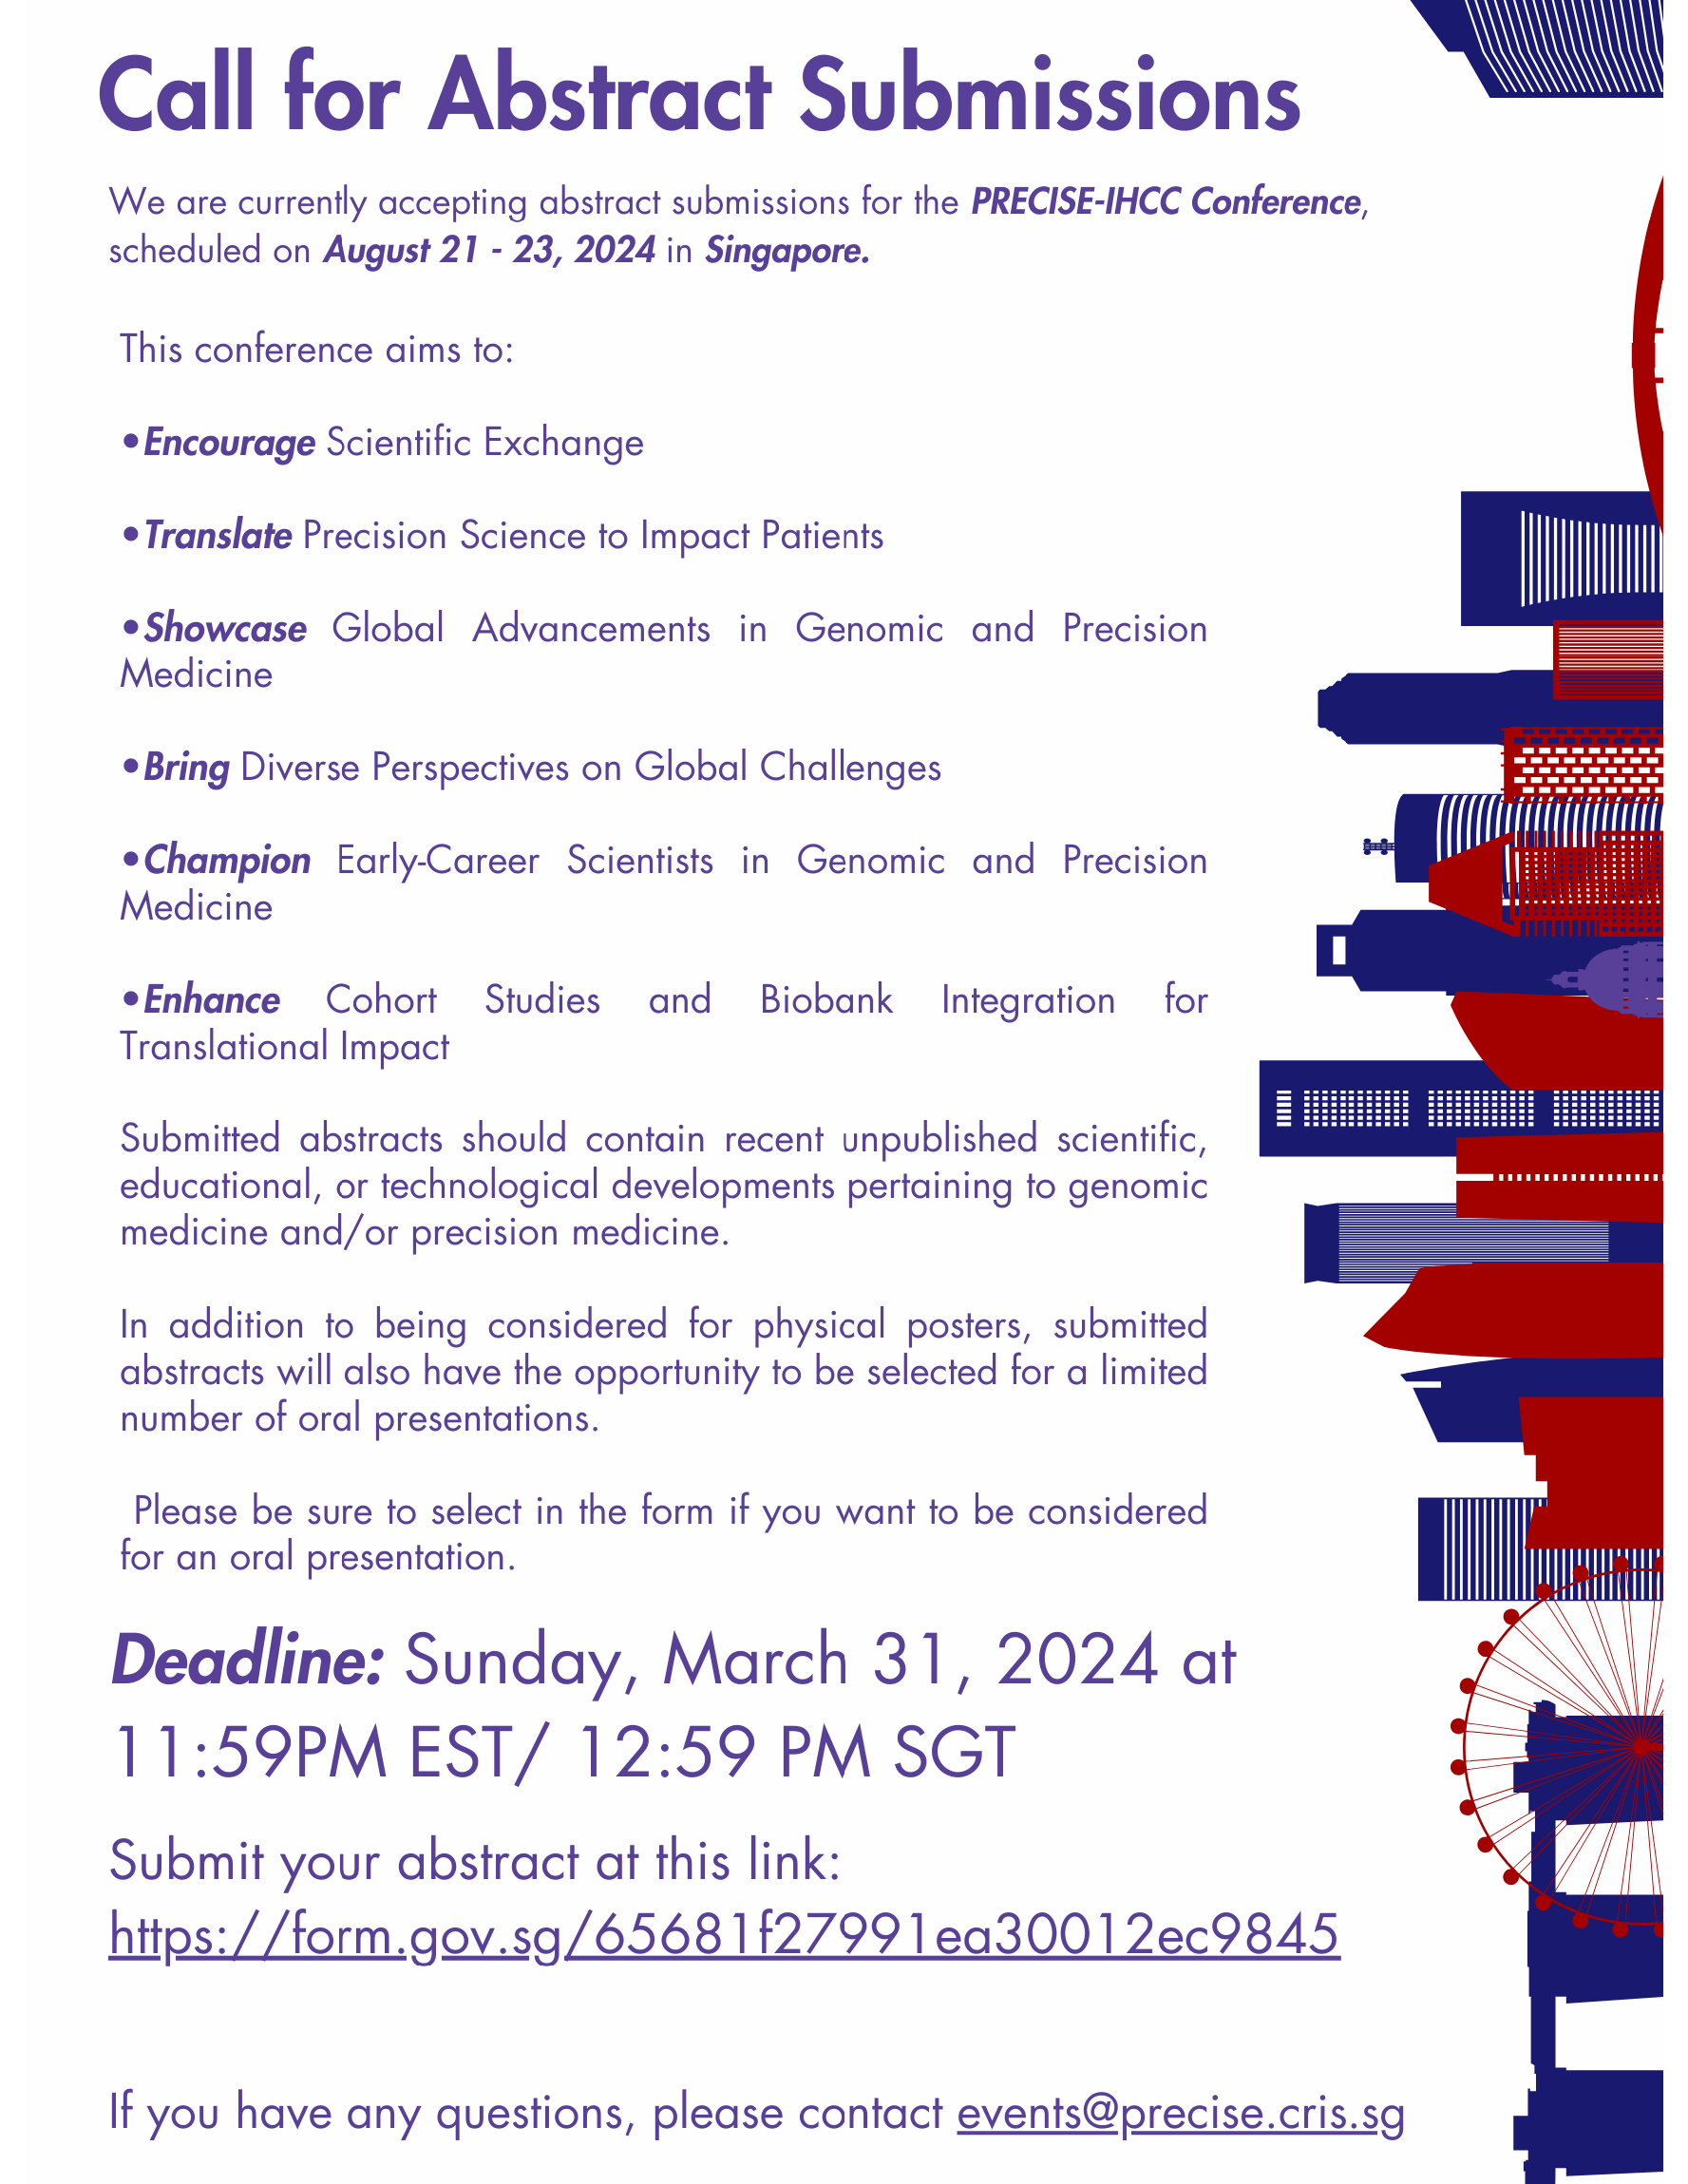 Call for Abstract Submissions
We are currently accepting abstract submissions for the PRECISE-IHCC Conference,
scheduled on August 21 - 23, 2024 in Singapore.
This conference aims to:
•Encourage Scientific Exchange
•Translate Precision Science to Impact Patients
•Showcase Global Advancements in Genomic and Precision
Medicine
•Bring Diverse Perspectives on Global Challenges
•Champion Early-Career Scientists in Genomic and Precision
Medicine
•Enhance Cohort Studies and Biobank Integration for
Translational Impact
Submitted abstracts should contain recent unpublished scientific,
educational, or technological developments pertaining to genomic
medicine and/or precision medicine.
In addition to being considered for physical posters, submitted
abstracts will also have the opportunity to be selected for a limited
number of oral presentations.
Please be sure to select in the form if you want to be considered
for an oral presentation.
Deadline: Sunday, March 31, 2024 at
11:59PM EST/ 12:59 PM SGT
Submit your abstract at this link:
https://form.gov.sg/65681f27991ea30012ec9845
If you have any questions, please contact events@precise.cris.sg